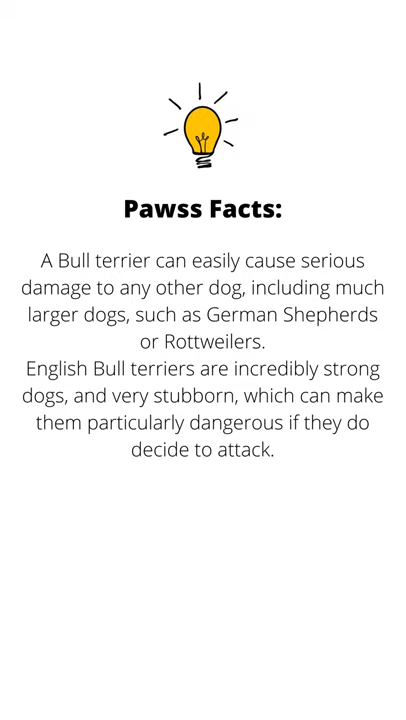 Pawss Facts:
A Bull terrier can easily cause serious
damage to any other dog, including much
larger dogs, such as German Shepherds
or Rottweilers.
English Bull terriers are incredibly strong
dogs, and very stubborn, which can make
them particularly dangerous if they do
decide to attack.